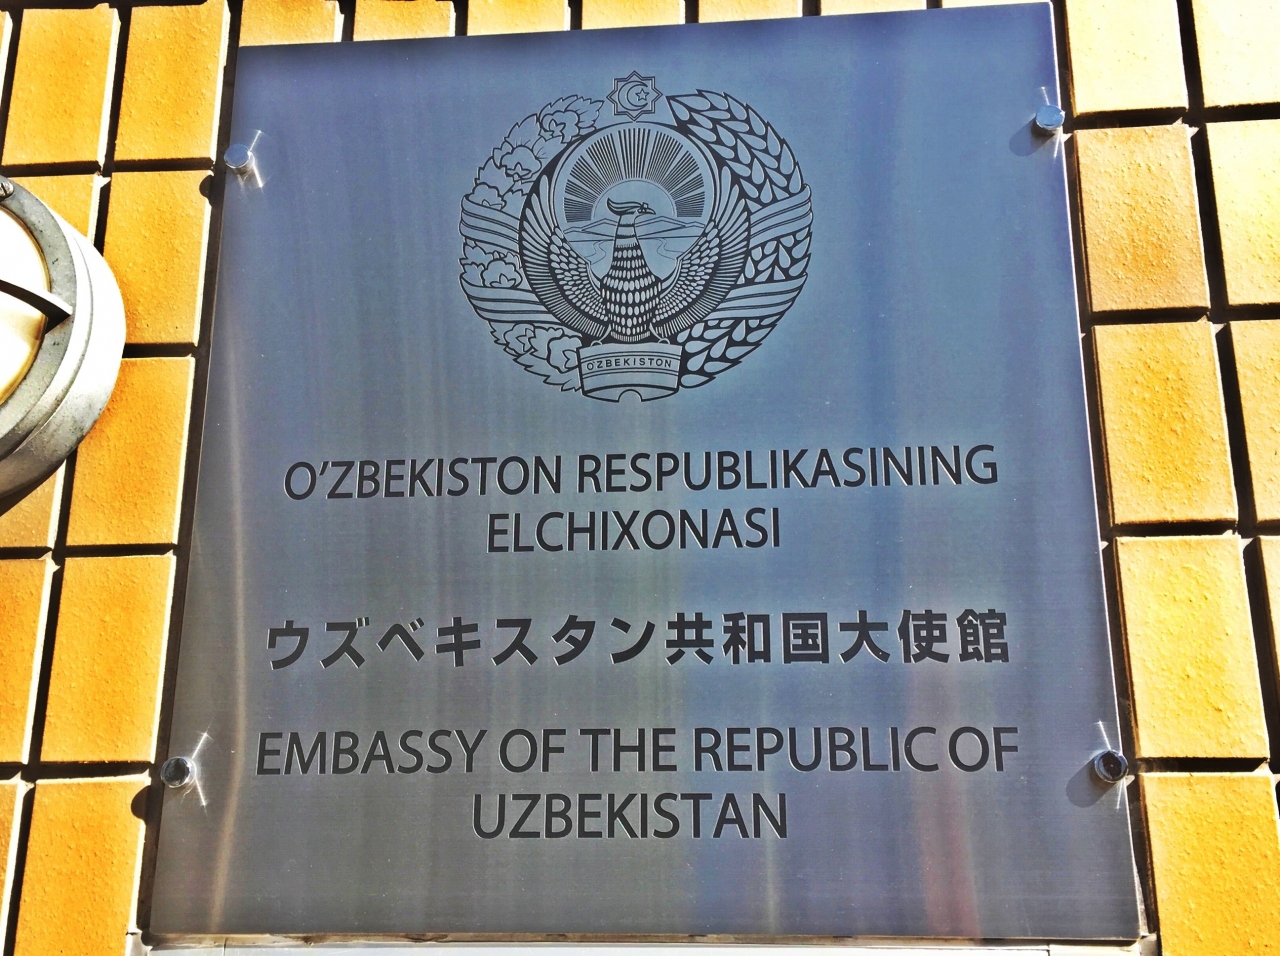 O'ZBEKISTON
O'ZBEKISTON RESPUBLIKASINING
ELCHIXONASI
ウズベキスタン共和国大使館
EMBASSY OF THE REPUBLIC OF
UZBEKISTAN